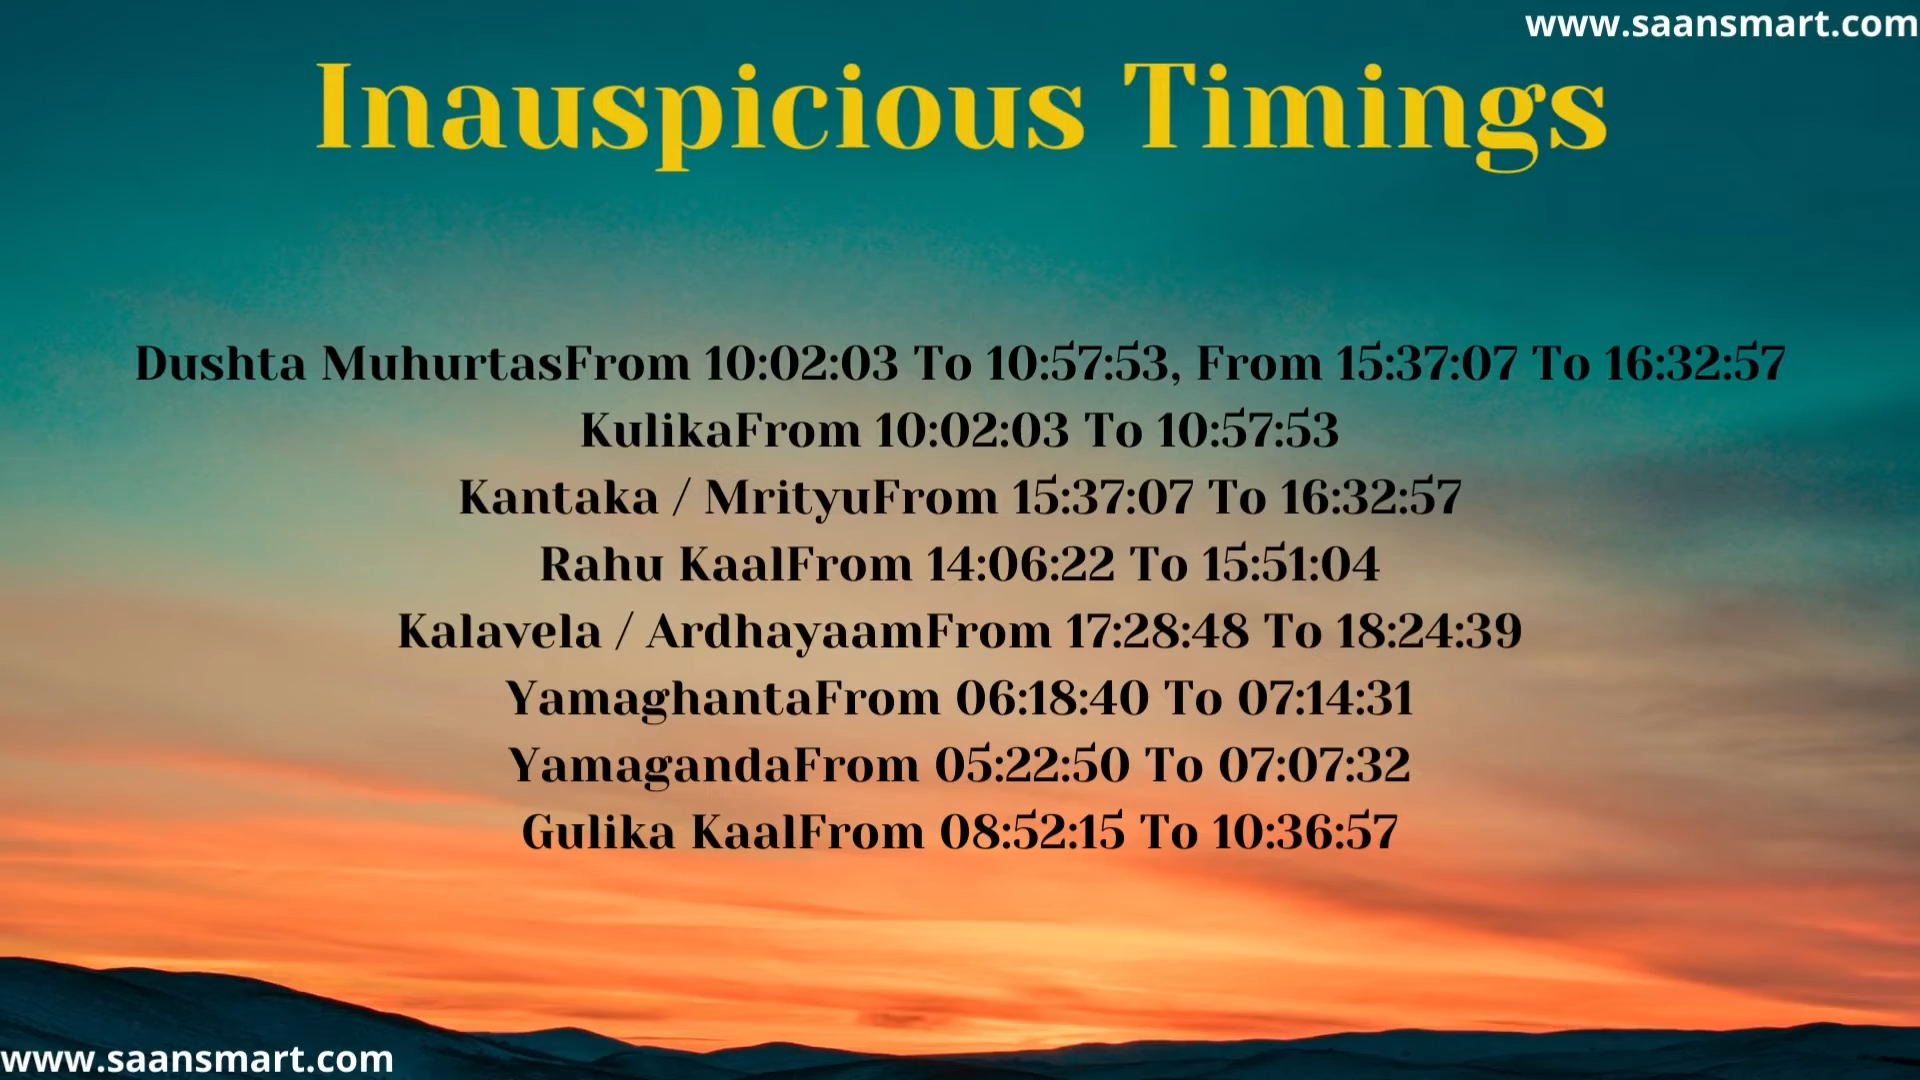 www.saansmart.com
Inauspicious Timings
Dushta MuhurtasFrom 10:02:03 To 10:57:53, From 15:37:07 To 16:32:57
KulikaFrom 10:02:03 To 10:57:53
Kantaka / MrityuFrom 15:37:07 To 16:32:57
Rahu KaalFrom 14:06:22 To 15:51:04
Kalavela / ArdhayaamFrom 17:28:48 To 18:24:39
YamaghantaFrom 06:18:40 To 07:14:31
YamagandaFrom 05:22:50 To 07:07:32
Gulika KaalFrom 08:52:15 To 10:36:57
www.saansmart.com